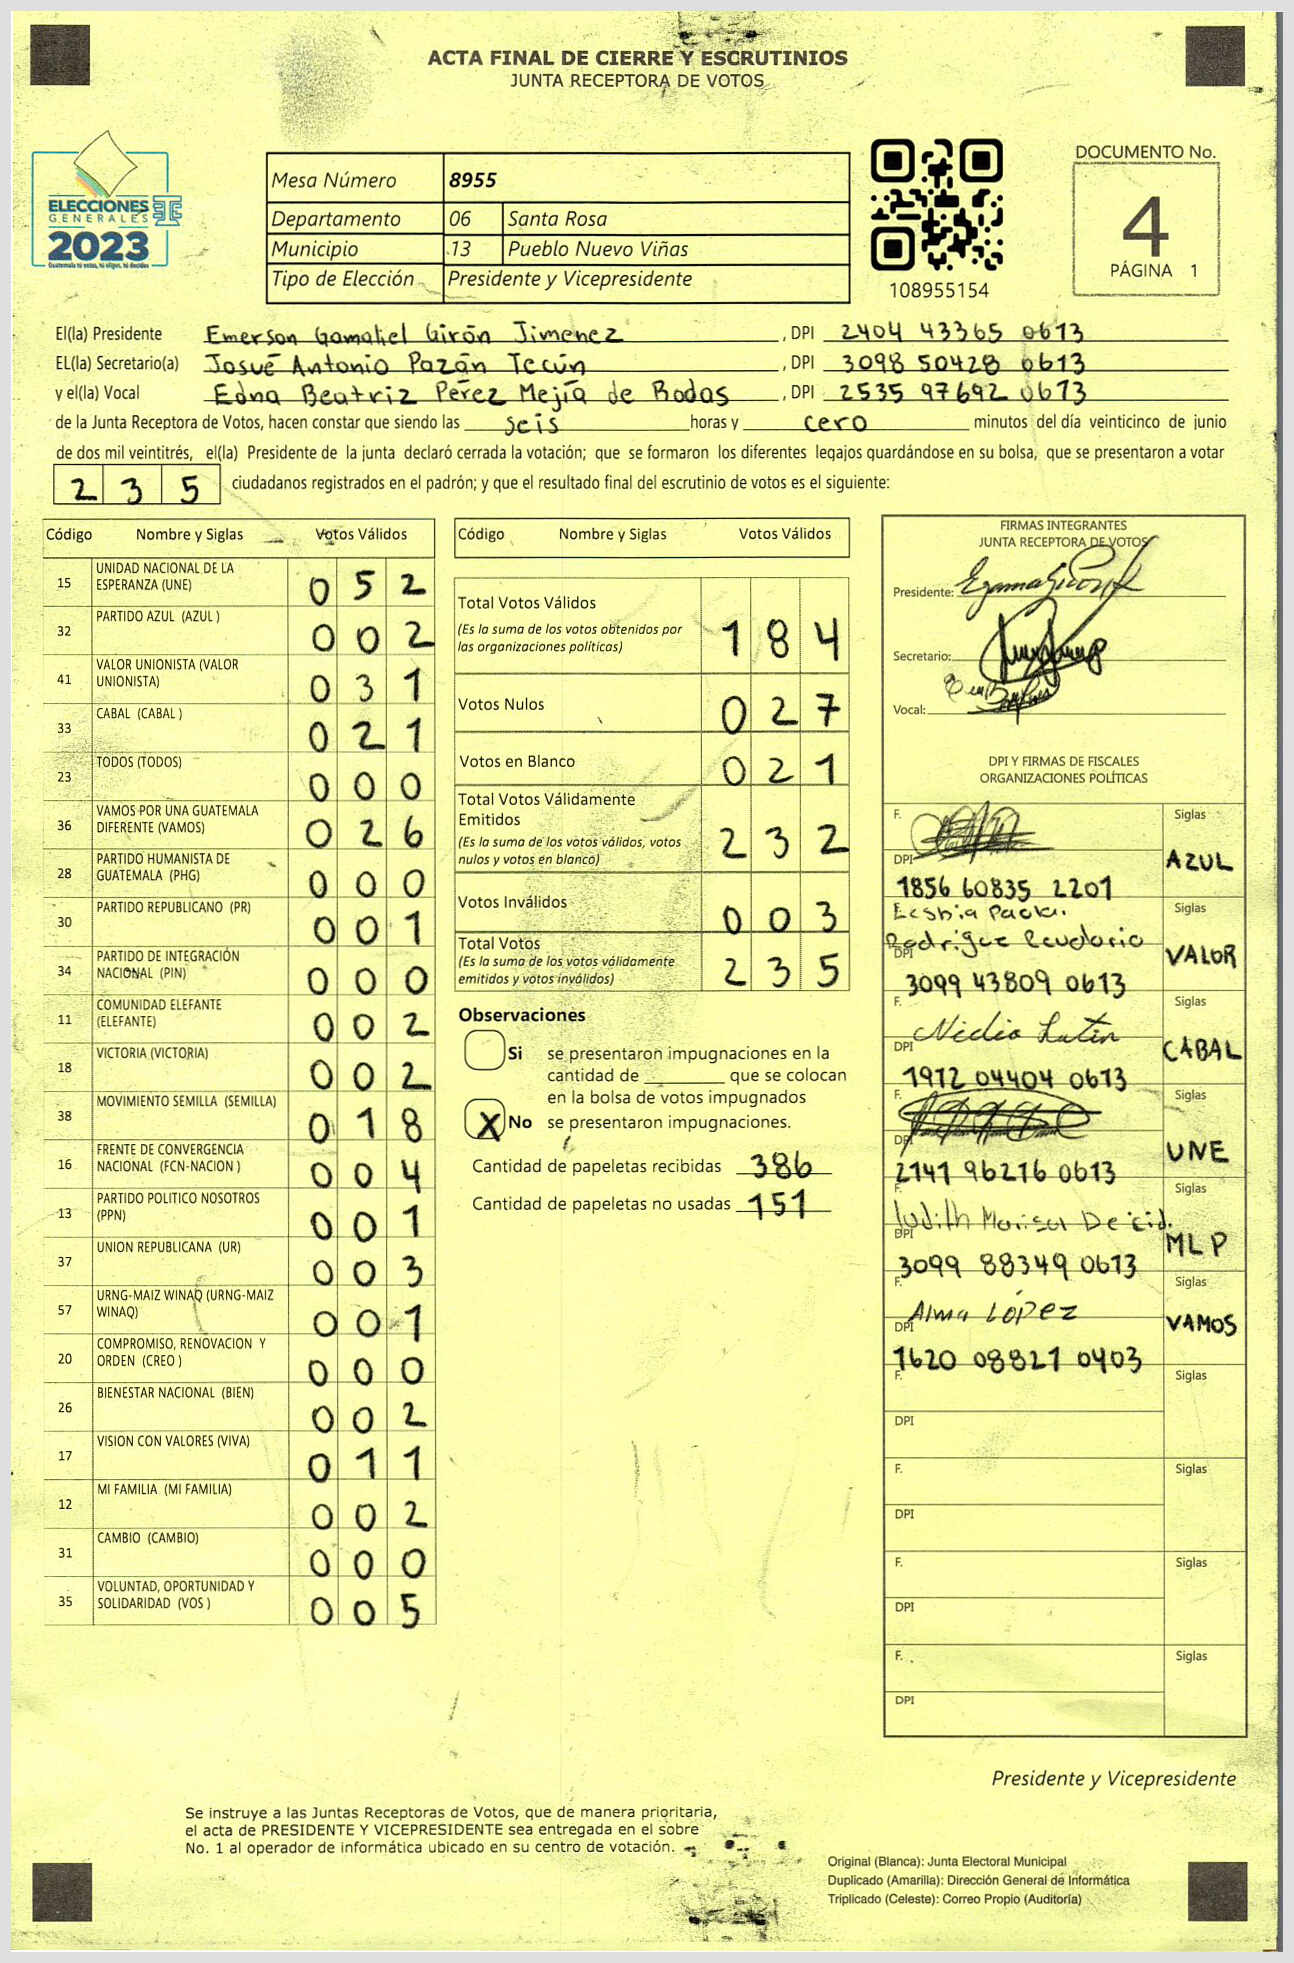 ACTA FINAL DE CIERRE Y ESCRUTINIOS
JUNTA RECEPTORA DE VOTOS
ELECCIONES
GENERALES
2023
Guatemala tú votas, tú eliges, tú decides
Mesa Número 8955
Departamento 06 Santa Rosa
Municipio 13 Pueblo Nuevo Viñas
Tipo de Elección Presidente y Vicepresidente
108955154
DOCUMENTO No.
4
PÁGINA 1
El(la) Presidente Emerson Gamaliel Girón Jimenez, DPI 2404 43365 0613
EL(la) Secretario(a) Josué Antonio Pazán Tecún, DPI 3098 50428 0613
y el(la) Vocal Edna Beatriz Pérez Mejía de Rodas, DPI 2535 97692 0613
de la Junta Receptora de Votos, hacen constar que siendo las seis horas y cero minutos del día veinticinco de junio
de dos mil veintitrés, el(la) Presidente de la junta declaró cerrada la votación; que se formaron los diferentes legajos guardándose en su bolsa, que se presentaron a votar
2 3 5 ciudadanos registrados en el padrón; y que el resultado final del escrutinio de votos es el siguiente:
Código Nombre y Siglas Votos Válidos
15 UNIDAD NACIONAL DE LA ESPERANZA (UNE) 0 5 2
32 PARTIDO AZUL (AZUL ) 0 0 2
41 VALOR UNIONISTA (VALOR UNIONISTA) 0 3 1
33 CABAL (CABAL ) 0 2 1
23 TODOS (TODOS) 0 0 0
36 VAMOS POR UNA GUATEMALA DIFERENTE (VAMOS) 0 2 6
28 PARTIDO HUMANISTA DE GUATEMALA (PHG) 0 0 0
30 PARTIDO REPUBLICANO (PR) 0 0 1
34 PARTIDO DE INTEGRACIÓN NACIONAL (PIN) 0 0 0
11 COMUNIDAD ELEFANTE (ELEFANTE) 0 0 2
18 VICTORIA (VICTORIA) 0 0 2
38 MOVIMIENTO SEMILLA (SEMILLA) 0 1 8
16 FRENTE DE CONVERGENCIA NACIONAL (FCN-NACION ) 0 0 4
13 PARTIDO POLITICO NOSOTROS (PPN) 0 0 1
37 UNION REPUBLICANA (UR) 0 0 3
57 URNG-MAIZ WINAQ (URNG-MAIZ WINAQ) 0 0 1
20 COMPROMISO, RENOVACION Y ORDEN (CREO ) 0 0 0
26 BIENESTAR NACIONAL (BIEN) 0 0 2
17 VISION CON VALORES (VIVA) 0 1 1
12 MI FAMILIA (MI FAMILIA) 0 0 2
31 CAMBIO (CAMBIO) 0 0 0
35 VOLUNTAD, OPORTUNIDAD Y SOLIDARIDAD (VOS ) 0 0 5
Código Nombre y Siglas Votos Válidos
Total Votos Válidos 1 8 4
(Es la suma de los votos obtenidos por
las organizaciones políticas)
Votos Nulos 0 2 7
Votos en Blanco 0 2 1
Total Votos Válidamente
Emitidos 2 3 2
(Es la suma de los votos válidos, votos
nulos y votos en blanco)
Votos Inválidos 0 0 3
Total Votos 2 3 5
(Es la suma de los votos válidamente
emitidos y votos inválidos)
Observaciones
Si se presentaron impugnaciones en la
cantidad de ________ que se colocan
en la bolsa de votos impugnados
X No se presentaron impugnaciones.
Cantidad de papeletas recibidas 386
Cantidad de papeletas no usadas 151
FIRMAS INTEGRANTES
JUNTA RECEPTORA DE VOTOS
Presidente:
Secretario:
Vocal:
DPI Y FIRMAS DE FISCALES
ORGANIZACIONES POLÍTICAS
F. Siglas
DPI 1856 60835 2201 AZUL
F. Lesbia Paola Siglas
Rodrigue
DPI 3099 43809 0613 VALOR
F. Siglas
DPI 1912 04404 0613 CABAL
F. Siglas
DPI 2141 96216 0613 UNE
F. Judith Siglas
DPI 3099 88349 0613 MLP
F. Alma López Siglas
DPI 1620 08821 0403 VAMOS
F. Siglas
DPI
F. Siglas
DPI
F. Siglas
DPI
F. Siglas
DPI
Presidente y Vicepresidente
Se instruye a las Juntas Receptoras de Votos, que de manera prioritaria,
el acta de PRESIDENTE Y VICEPRESIDENTE sea entregada en el sobre
No. 1 al operador de informática ubicado en su centro de votación.
Original (Blanca): Junta Electoral Municipal
Duplicado (Amarilla): Dirección General de Informática
Triplicado (Celeste): Correo Propio (Auditoría)